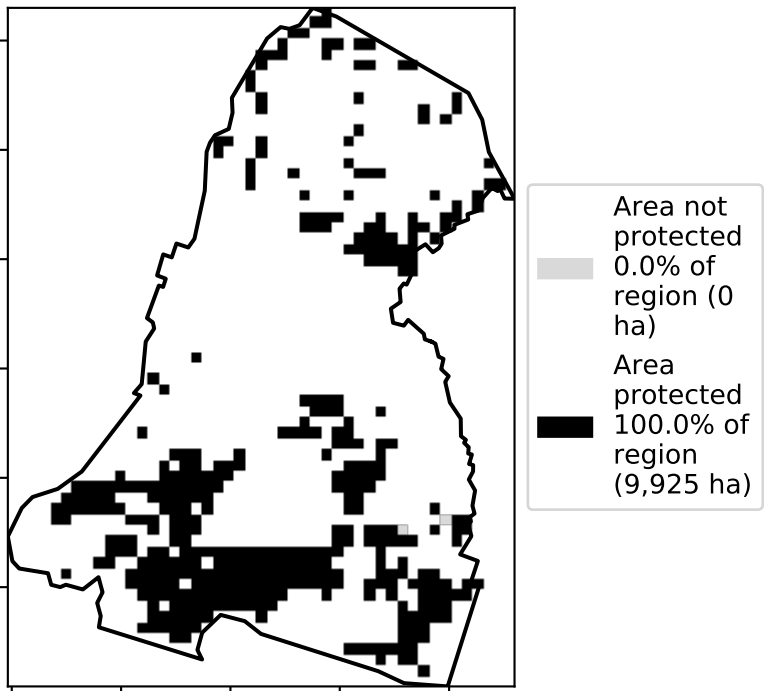 Area not
protected
0.0% of
region (0
ha)
Area
protected
100.0% of
region
(9,925 ha)